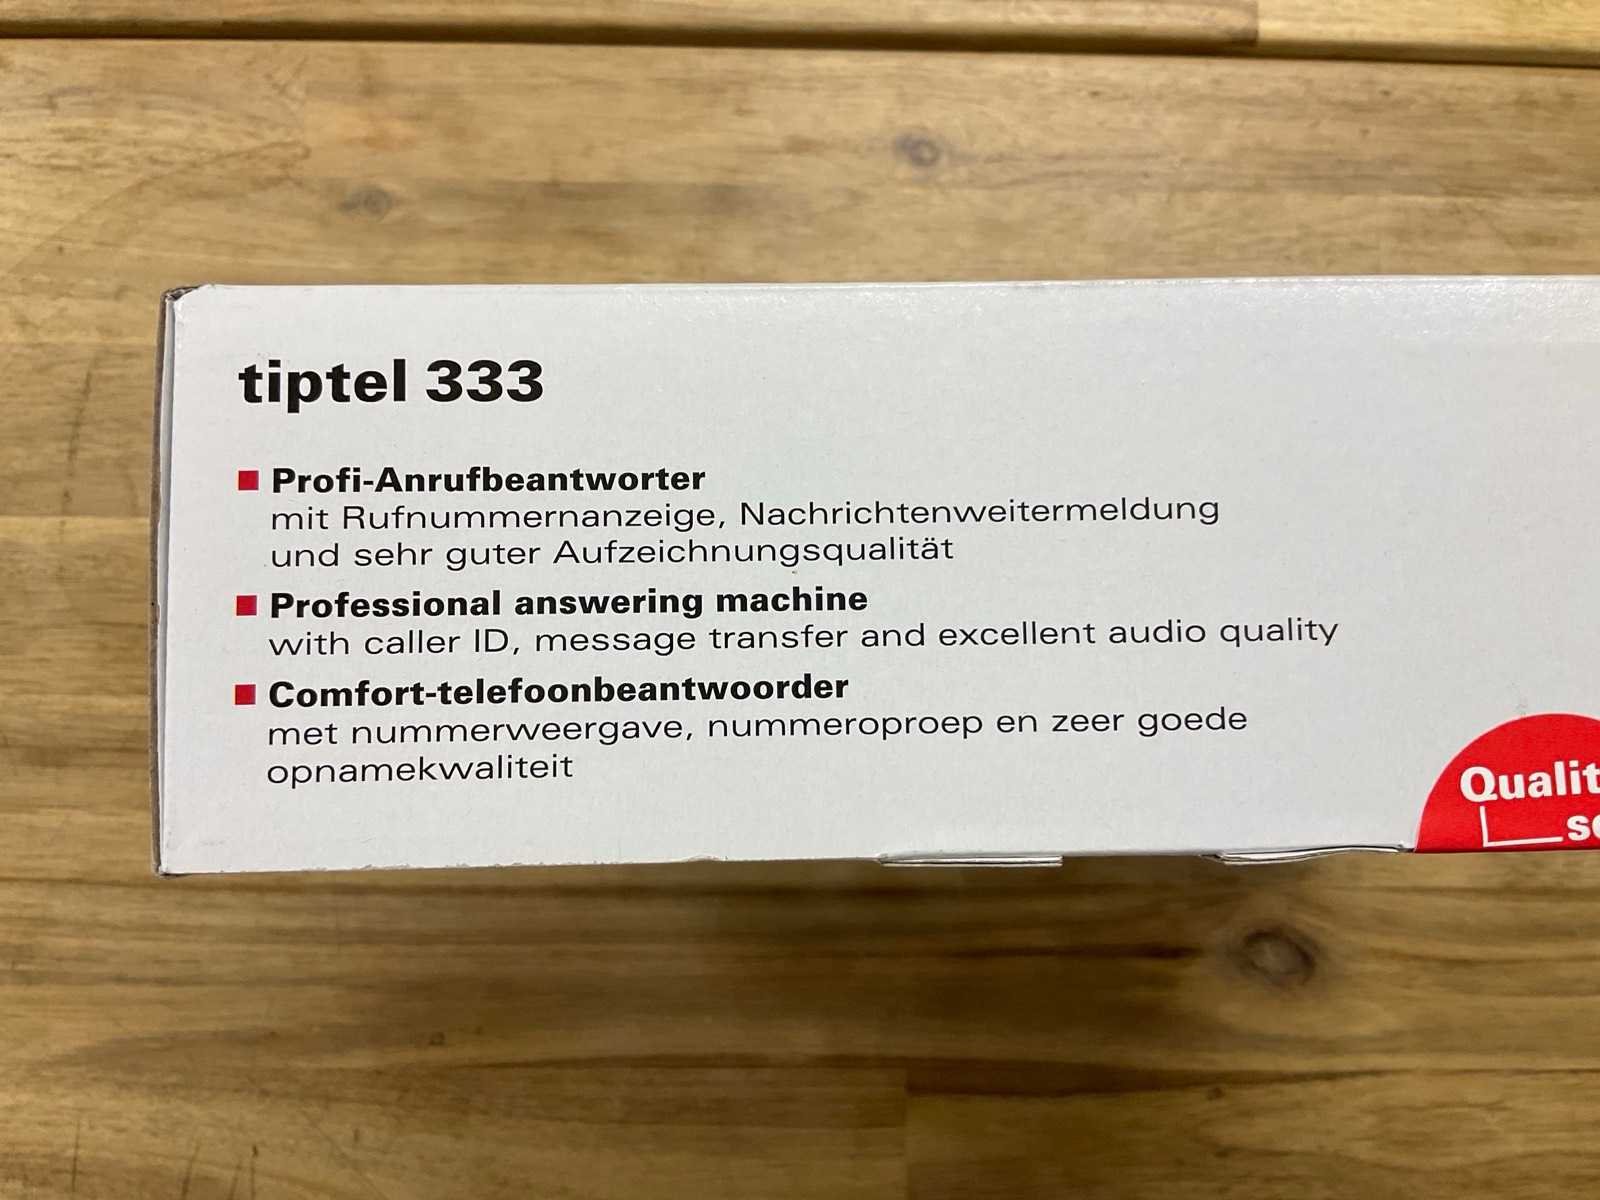 tiptel 333
Profi-Anrufbeantworter
mit Rufnummernanzeige, Nachrichtenweitermeldung
und sehr guter Aufzeichnungsqualität
Professional answering machine
with caller ID, message transfer and excellent audio quality
Comfort-telefoonbeantwoorder
met nummerweergave, nummeroproep en zeer goede
opnamekwaliteit